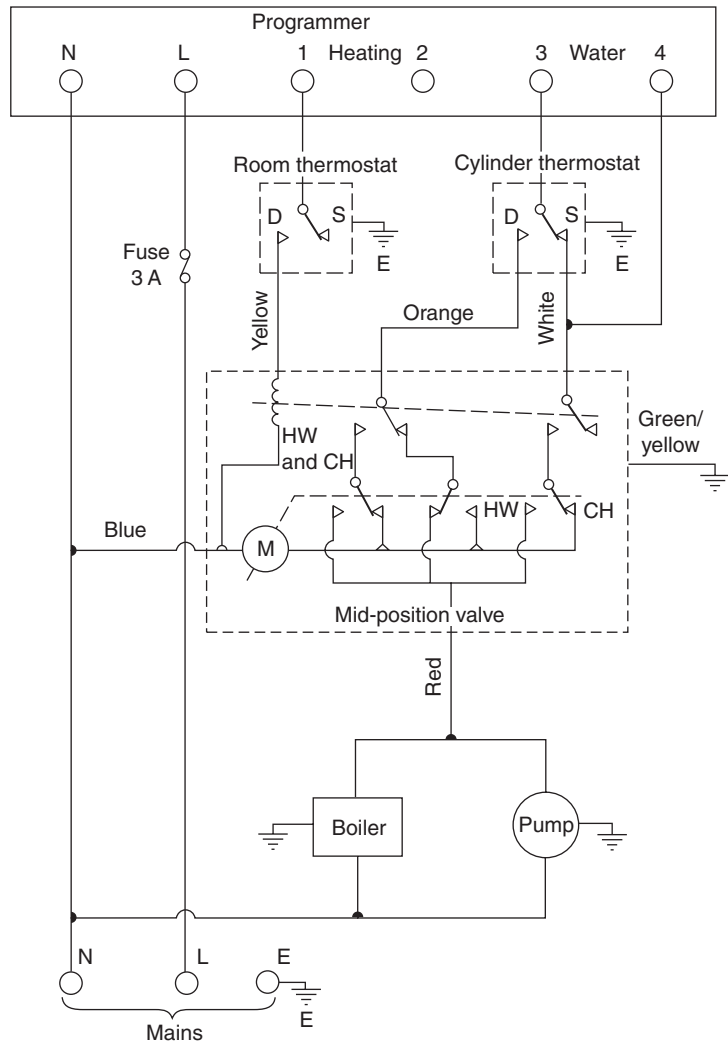 Programmer
N L 1 Heating 2 3 Water 4
Room thermostat
Cylinder thermostat
D S
E
D S
E
Fuse
3 A
Yellow
Orange
White
Green/
yellow
HW
and CH
HW
CH
Blue
M
Mid-position valve
Red
Boiler
Pump
N L E
E
Mains